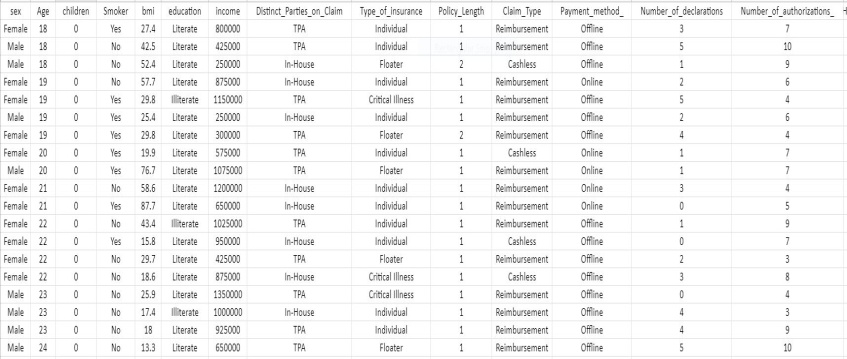 sex Age children Smoker bmi education income Distinct_Parties_on_Claim Type_of_insurance Policy_Length Claim_Type Payment_method_ Number_of_declarations Number_of_authorizations_
Female 18 0 Yes 27.4 Literate 800000 TPA Individual 1 Reimbursement Offline 3 7
Male 18 0 No 42.5 Literate 425000 TPA Individual 1 Reimbursement Offline 5 10
Male 18 0 No 52.4 Literate 250000 In-House Floater 2 Cashless Offline 1 9
Female 19 0 No 57.7 Literate 875000 In-House Individual 1 Reimbursement Online 2 6
Female 19 0 Yes 29.8 Illiterate 1150000 TPA Critical Illness 1 Reimbursement Offline 5 4
Male 19 0 Yes 25.4 Literate 250000 In-House Individual 1 Reimbursement Offline 2 6
Female 19 0 Yes 29.8 Literate 300000 TPA Floater 2 Reimbursement Offline 4 4
Female 20 0 Yes 19.9 Literate 575000 TPA Individual 1 Cashless Online 1 7
Male 20 0 Yes 76.7 Literate 1075000 TPA Floater 1 Reimbursement Online 1 7
Female 21 0 No 58.6 Literate 1200000 In-House Individual 1 Reimbursement Online 3 4
Female 21 0 Yes 87.7 Literate 650000 In-House Individual 1 Reimbursement Online 0 5
Female 22 0 No 43.4 Illiterate 1025000 TPA Individual 1 Reimbursement Offline 1 9
Female 22 0 Yes 15.8 Literate 950000 In-House Individual 1 Cashless Offline 0 7
Female 22 0 No 29.7 Literate 425000 TPA Floater 1 Reimbursement Offline 2 3
Female 22 0 No 18.6 Literate 875000 In-House Critical Illness 1 Cashless Offline 3 8
Male 23 0 No 25.9 Literate 1350000 TPA Critical Illness 1 Reimbursement Offline 0 4
Male 23 0 No 17.4 Illiterate 1000000 In-House Individual 1 Reimbursement Offline 4 3
Male 23 0 No 18 Literate 925000 TPA Individual 1 Reimbursement Offline 4 9
Male 24 0 No 13.3 Literate 650000 TPA Floater 1 Reimbursement Offline 5 10